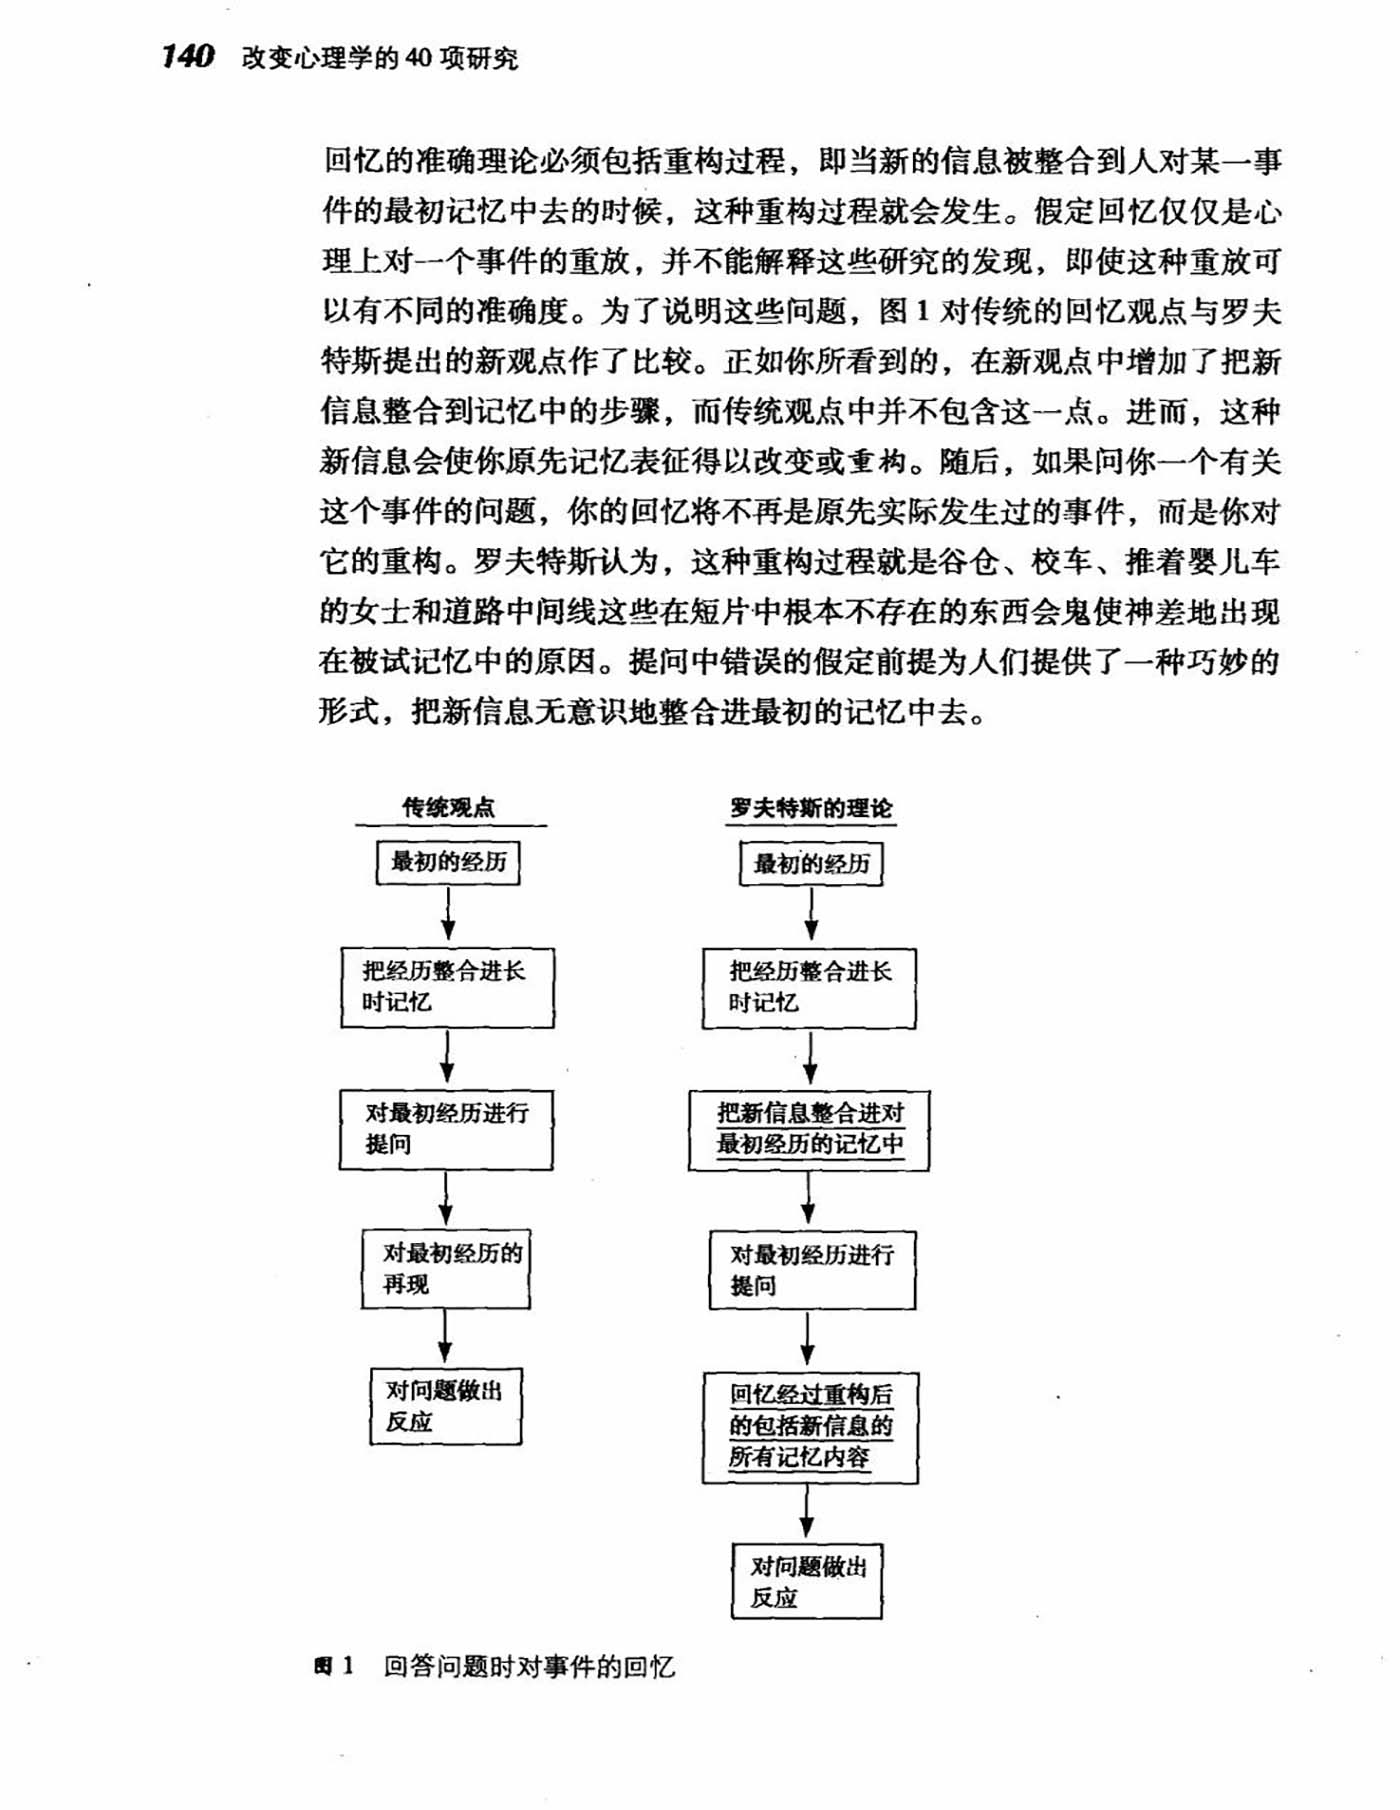 140 改变心理学的40项研究
回忆的准确理论必须包括重构过程，即当新的信息被整合到人对某一事
件的最初记忆中去的时候，这种重构过程就会发生。假定回忆仅仅是心
理上对一个事件的重放，并不能解释这些研究的发现，即使这种重放可
以有不同的准确度。为了说明这些问题，图1对传统的回忆观点与罗夫
特斯提出的新观点作了比较。正如你所看到的，在新观点中增加了把新
信息整合到记忆中的步骤，而传统观点中并不包含这一点。进而，这种
新信息会使你原先记忆表征得以改变或重构。随后，如果问你一个有关
这个事件的问题，你的回忆将不再是原先实际发生过的事件，而是你对
它的重构。罗夫特斯认为，这种重构过程就是谷仓、校车、推着婴儿车
的女士和道路中间线这些在短片中根本不存在的东西会鬼使神差地出现
在被试记忆中的原因。提问中错误的假定前提为人们提供了一种巧妙的
形式，把新信息无意识地整合进最初的记忆中去。
传统观点
最初的经历
把经历整合进长
时记忆
对最初经历进行
提问
对最初经历的
再现
对问题做出
反应
罗夫特斯的理论
最初的经历
把经历整合进长
时记忆
把新信息整合进对
最初经历的记忆中
对最初经历进行
提问
回忆经过重构后
的包括新信息的
所有记忆内容
对问题做出
反应
图1 回答问题时对事件的回忆